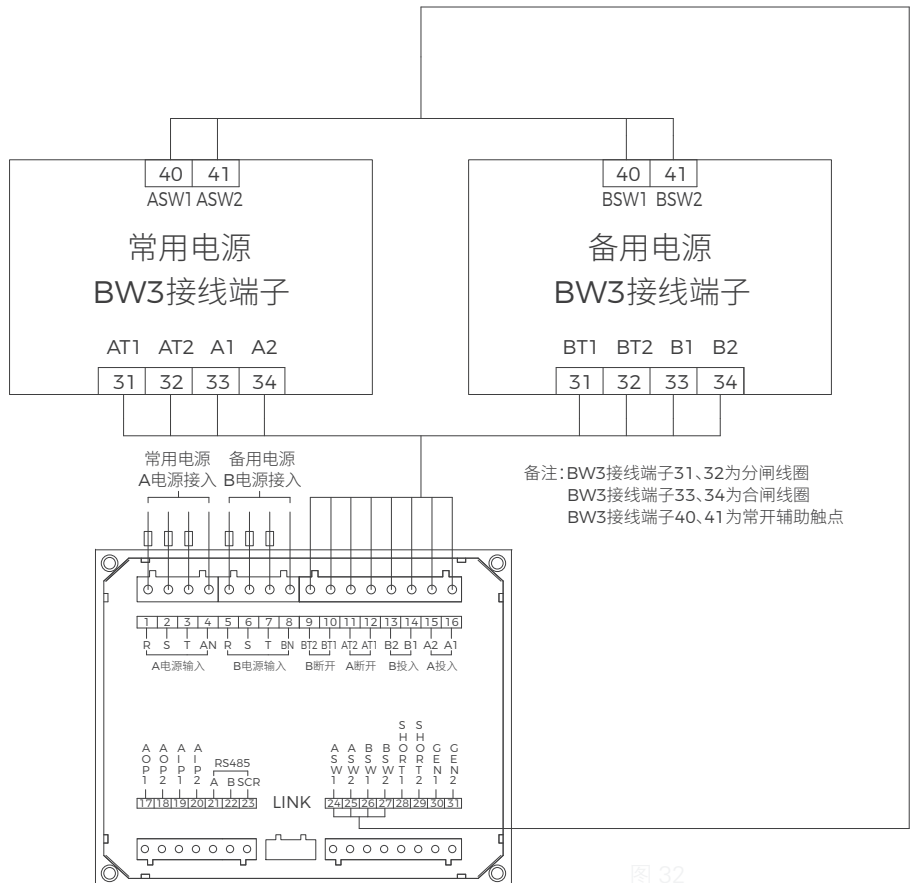 40 41
ASW1 ASW2
常用电源
BW3接线端子
AT1 AT2 A1 A2
31 32 33 34
40 41
BSW1 BSW2
备用电源
BW3接线端子
BT1 BT2 B1 B2
31 32 33 34
常用电源
A电源接入
备用电源
B电源接入
备注:BW3接线端子31、32为分闸线圈
BW3接线端子33、34为合闸线圈
BW3接线端子40、41为常开辅助触点
1 2 3 4 5 6 7 8 9 10 11 12 13 14 15 16
R S T AN R S T BN BT2 BT1 AT2 AT1 B2 B1 A2 A1
A电源输入 B电源输入 B断开 A断开 B投入 A投入
AOP1 AOP2 AIP1 AIP2
RS485
A B SCR
ASW1 ASW2 BSW1 BSW2 SHORT1 SHORT2 GEN1 GEN2
17 18 19 20 21 22 23
LINK
24 25 26 27 28 29 30 31
图 32